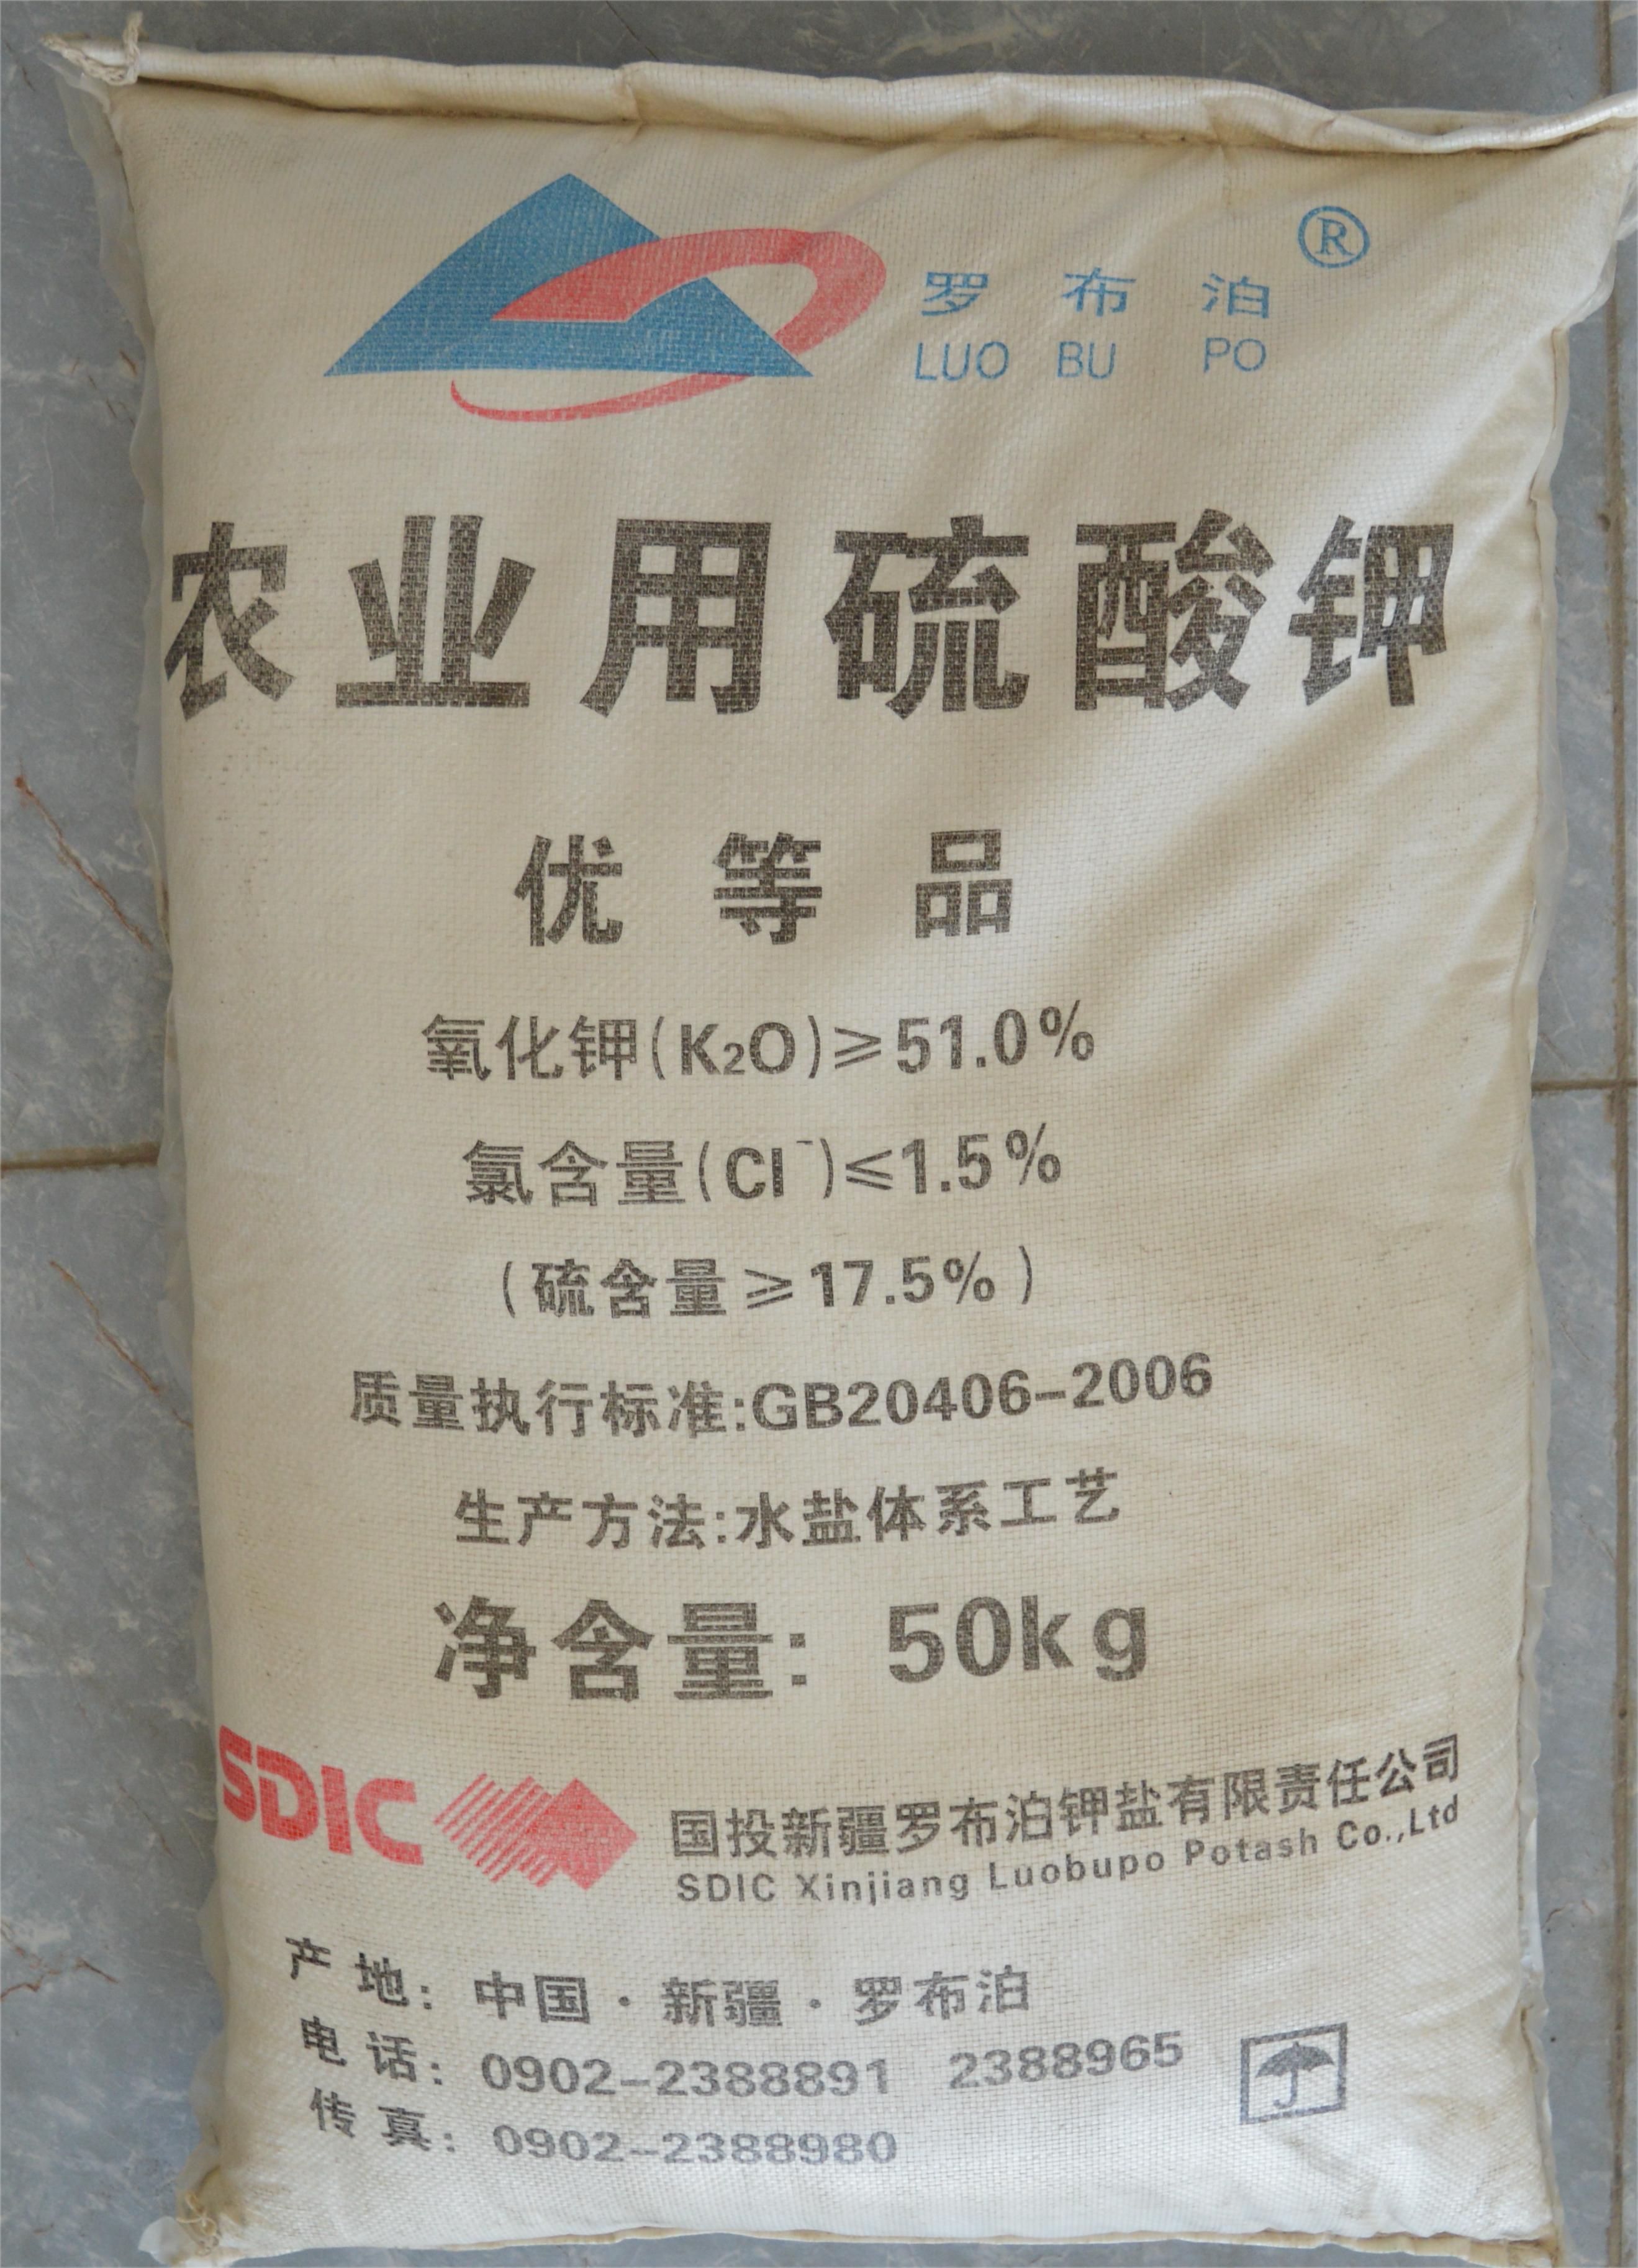 罗布泊®
LUO BU PO
农业用硫酸钾
优等品
氧化钾(K₂O)≥51.0%
氯含量(Cl⁻)≤1.5%
(硫含量≥17.5%)
质量执行标准:GB20406-2006
生产方法:水盐体系工艺
净含量: 50kg
SDIC
国投新疆罗布泊钾盐有限责任公司
SDIC Xinjiang Luobupo Potash Co.,Ltd
产地: 中国·新疆·罗布泊
电话: 0902-2388891 2388965
传真: 0902-2388980